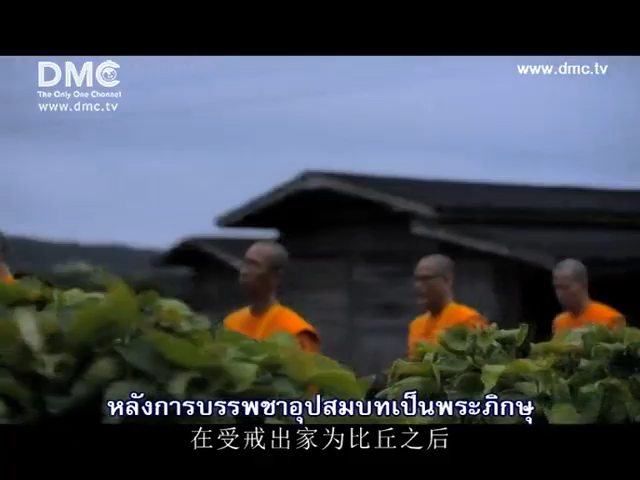 DMC
The Only One Channel
www.dmc.tv
www.dmc.tv
หลังการบรรพชาอุปสมบทเป็นพระภิกษุ
在受戒出家为比丘之后